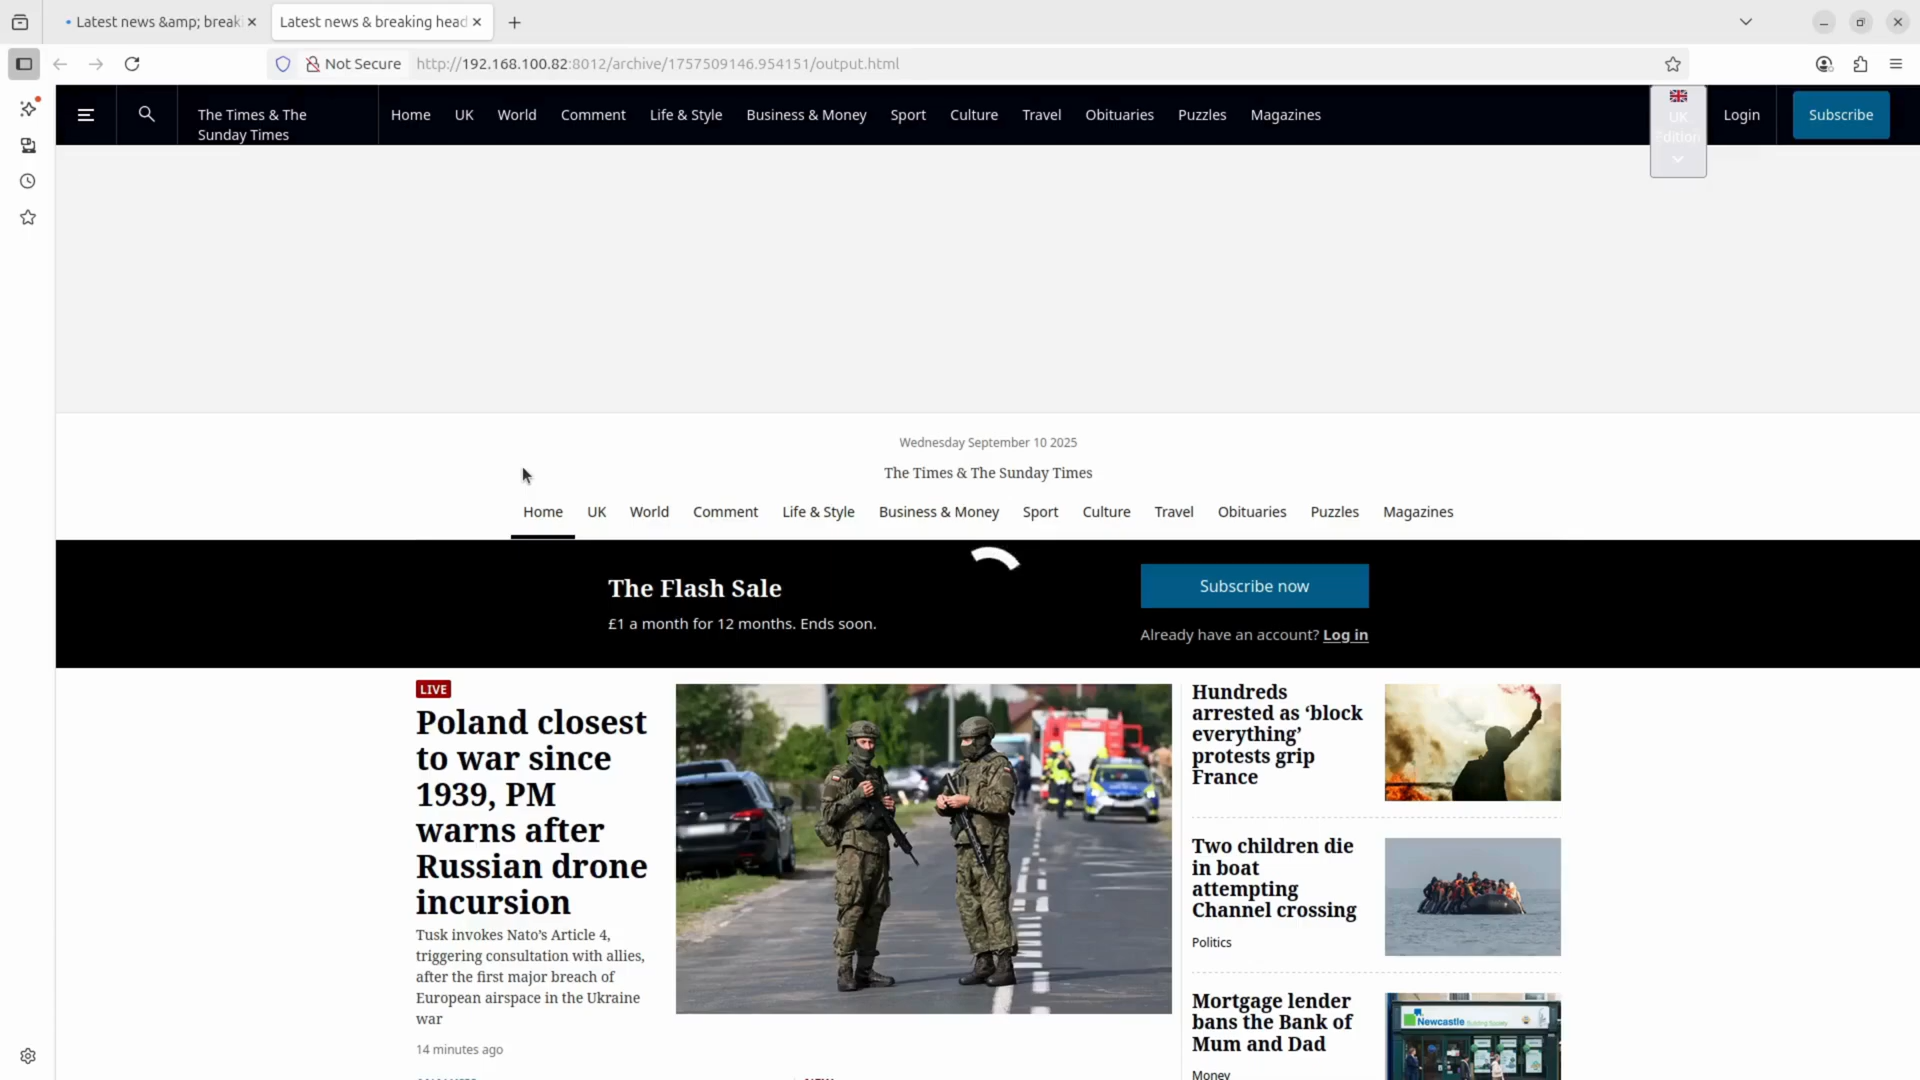 Latest news &amp; breaki
Latest news & breaking head
Not Secure
http://192.168.100.82:8012/archive/1757509146.954151/output.html
The Times & The
Sunday Times
Home UK World Comment Life & Style Business & Money Sport Culture Travel Obituaries Puzzles Magazines
UK
Edition
Login
Subscribe
Wednesday September 10 2025
The Times & The Sunday Times
Home UK World Comment Life & Style Business & Money Sport Culture Travel Obituaries Puzzles Magazines
The Flash Sale
£1 a month for 12 months. Ends soon.
Subscribe now
Already have an account? Log in
LIVE
Poland closest
to war since
1939, PM
warns after
Russian drone
incursion
Tusk invokes Nato’s Article 4,
triggering consultation with allies,
after the first major breach of
European airspace in the Ukraine
war
14 minutes ago
Hundreds
arrested as ‘block
everything’
protests grip
France
Two children die
in boat
attempting
Channel crossing
Politics
Mortgage lender
bans the Bank of
Mum and Dad
Money
Newcastle Building Society